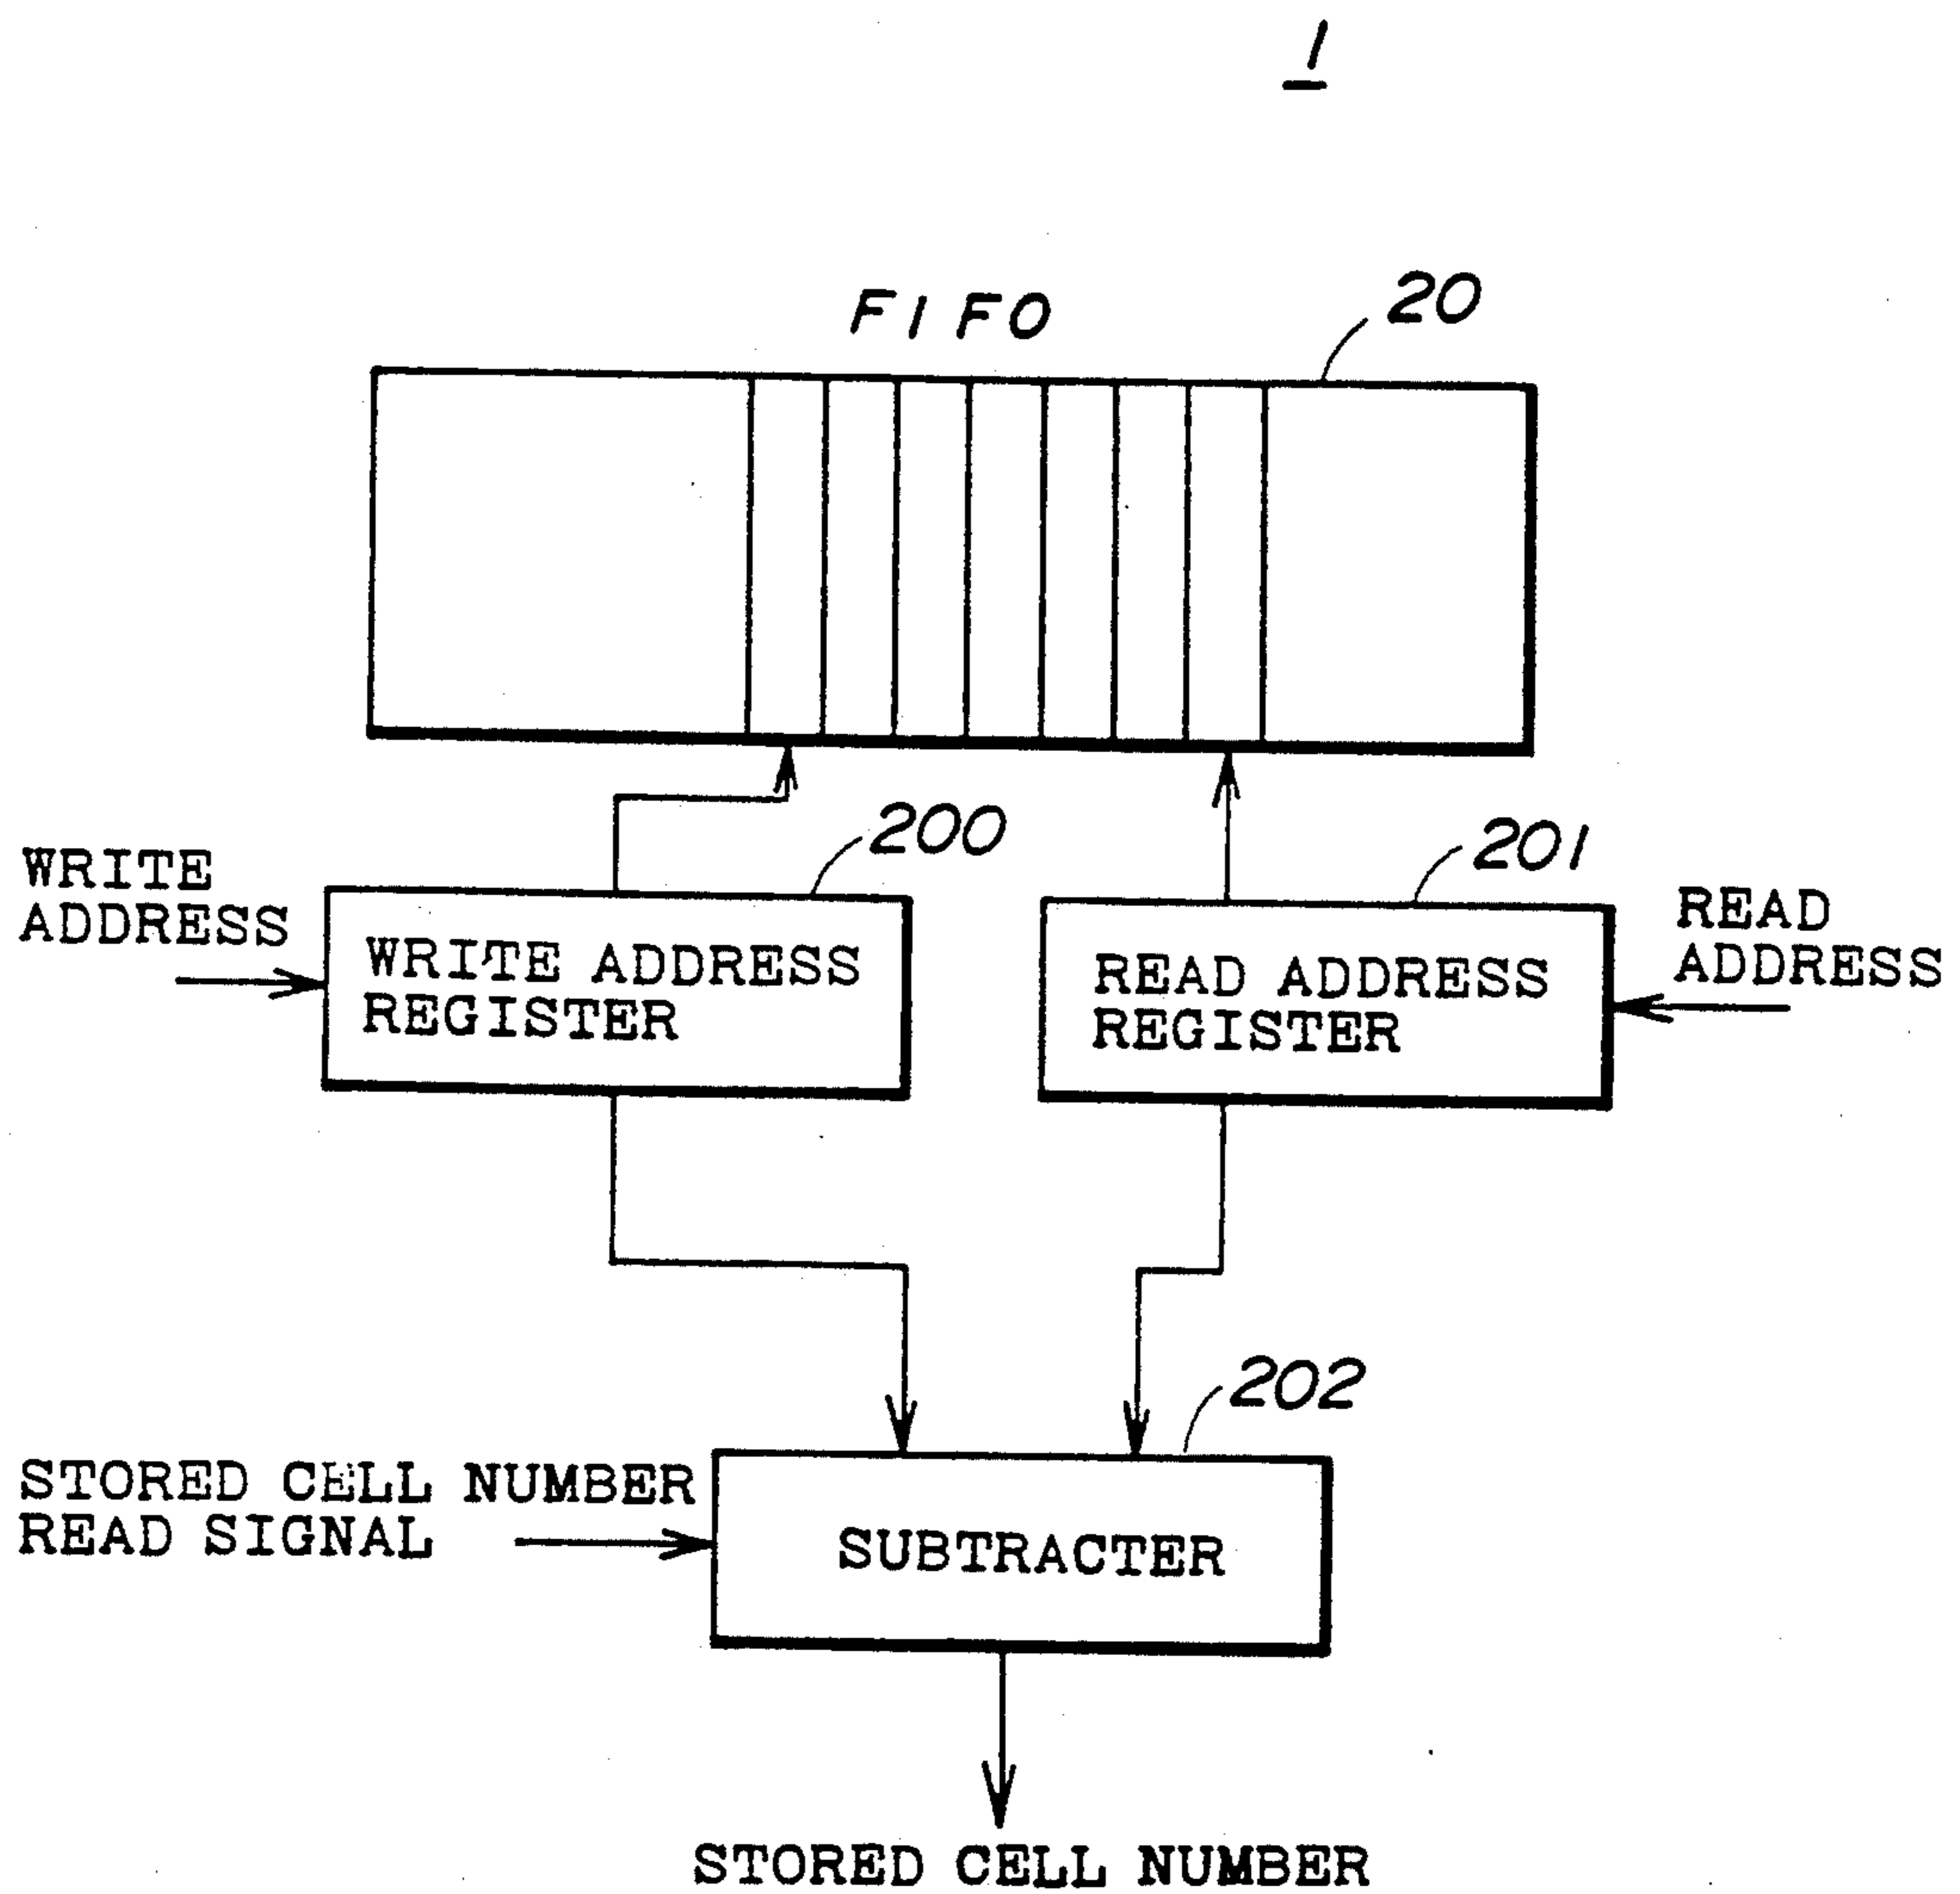 1
FIFO
20
200
201
WRITE
ADDRESS
READ
ADDRESS
WRITE ADDRESS
REGISTER
READ ADDRESS
REGISTER
202
STORED CELL NUMBER
READ SIGNAL
SUBTRACTER
STORED CELL NUMBER